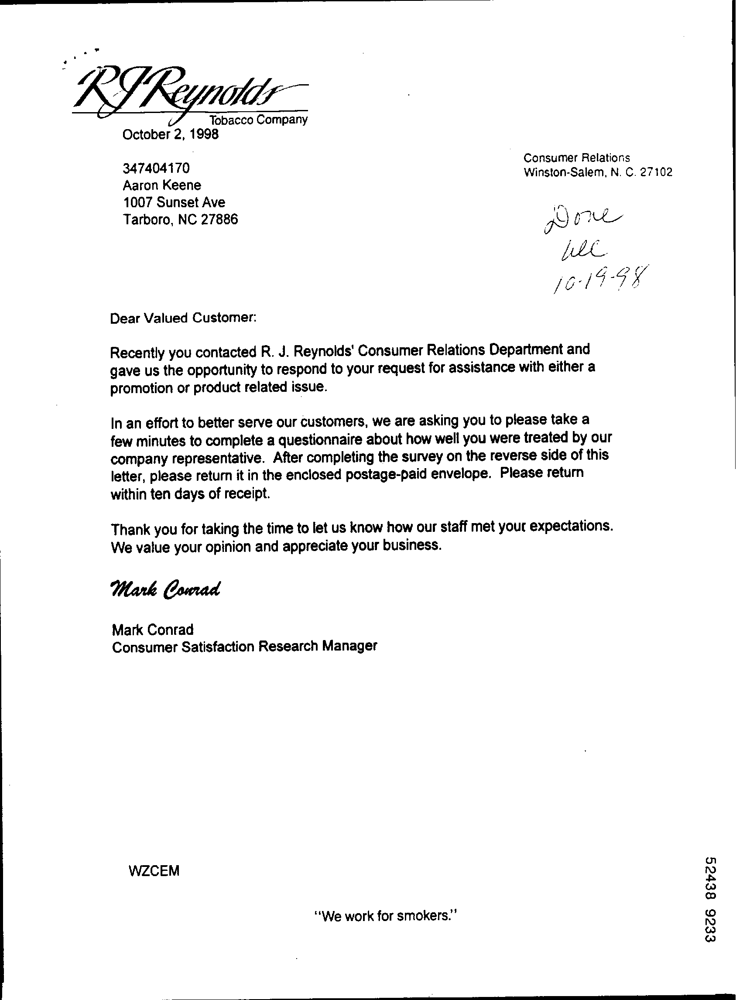 RJReynolds
Tobacco Company
October 2, 1998
Consumer Relations
Winston-Salem, N. C. 27102
347404170
Aaron Keene
1007 Sunset Ave
Tarboro, NC 27886
Done
10-19-98
Dear Valued Customer:
Recently you contacted R. J. Reynolds' Consumer Relations Department and
gave us the opportunity to respond to your request for assistance with either a
promotion or product related issue.
In an effort to better serve our customers, we are asking you to please take a
few minutes to complete a questionnaire about how well you were treated by our
company representative. After completing the survey on the reverse side of this
letter, please return it in the enclosed postage-paid envelope. Please return
within ten days of receipt.
Thank you for taking the time to let us know how our staff met your expectations.
We value your opinion and appreciate your business.
Mark Conrad
Mark Conrad
Consumer Satisfaction Research Manager
WZCEM
"We work for smokers."
52438 9233